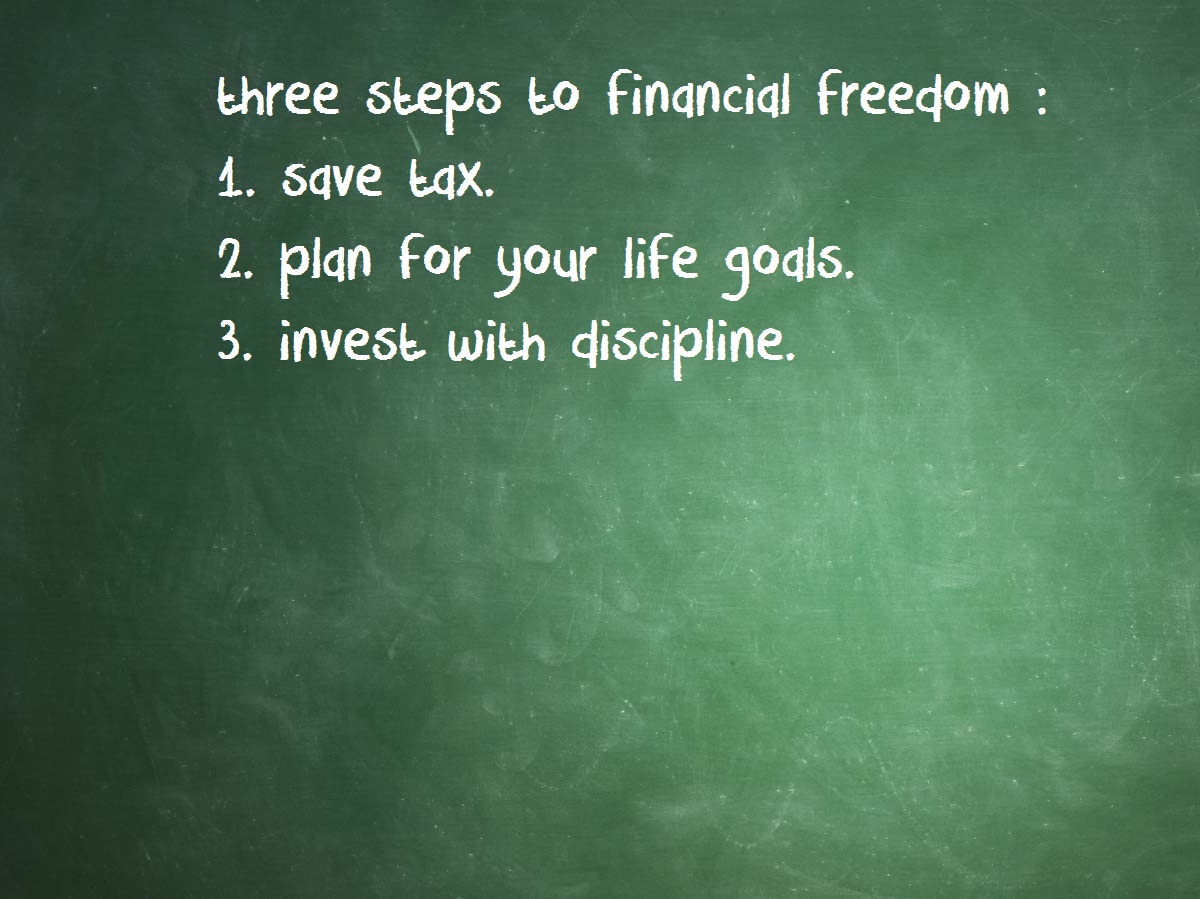 three steps to financial freedom :
1. save tax.
2. plan for your life goals.
3. invest with discipline.